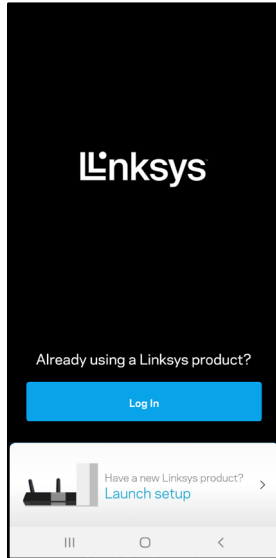 Linksys
Already using a Linksys product?
Log In
Have a new Linksys product?
Launch setup